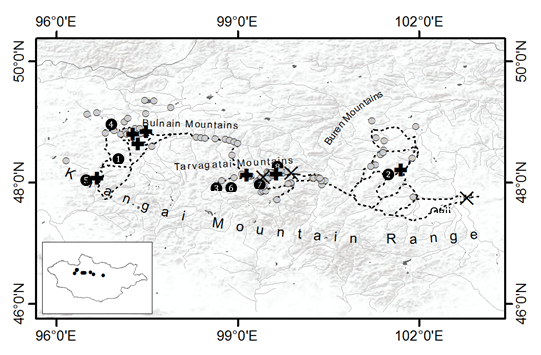 96°0'E 99°0'E 102°0'E
50°0'N 50°0'N
Buren Mountains
4
Bulnain Mountains
1
Tarvagatai Mountains
2
3 6 7
48°0'N 48°0'N
Kangai Mountain Range
46°0'N 46°0'N
96°0'E 99°0'E 102°0'E